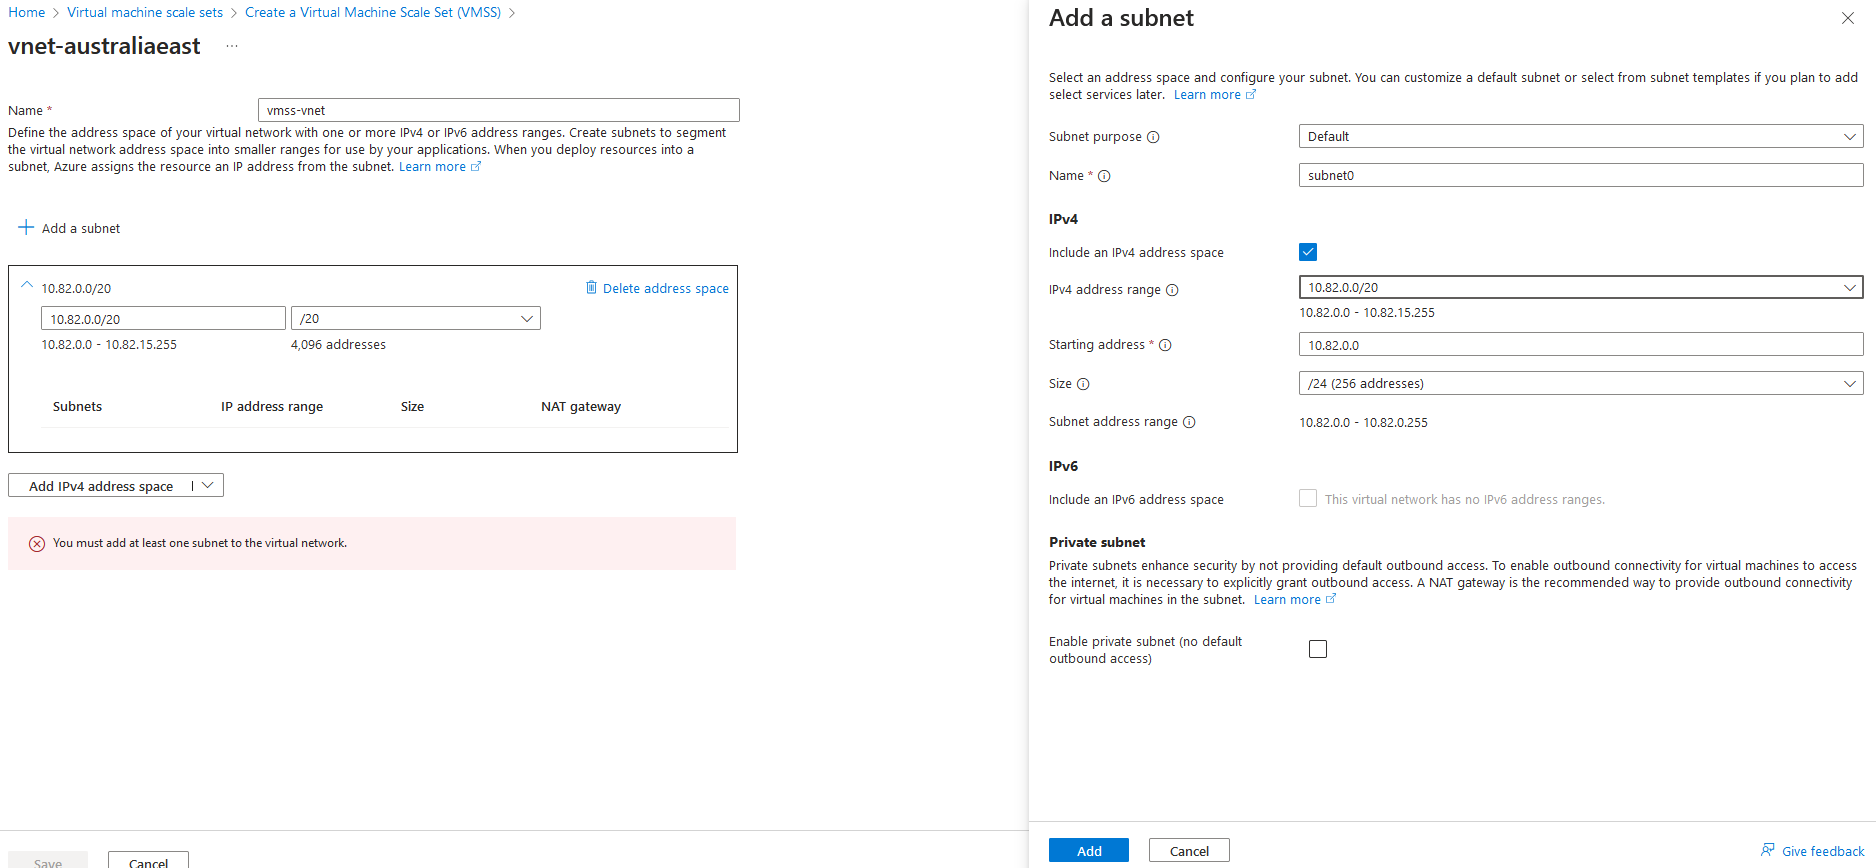 Home > Virtual machine scale sets > Create a Virtual Machine Scale Set (VMSS) >
vnet-australiaeast ...
Name *
vmss-vnet
Define the address space of your virtual network with one or more IPv4 or IPv6 address ranges. Create subnets to segment
the virtual network address space into smaller ranges for use by your applications. When you deploy resources into a
subnet, Azure assigns the resource an IP address from the subnet. Learn more
Add a subnet
10.82.0.0/20
Delete address space
10.82.0.0/20
/20
10.82.0.0 - 10.82.15.255
4,096 addresses
Subnets IP address range Size NAT gateway
Add IPv4 address space |
You must add at least one subnet to the virtual network.
Save
Cancel
Add a subnet
Select an address space and configure your subnet. You can customize a default subnet or select from subnet templates if you plan to add
select services later. Learn more
Subnet purpose
Default
Name *
subnet0
IPv4
Include an IPv4 address space
IPv4 address range
10.82.0.0/20
10.82.0.0 - 10.82.15.255
Starting address *
10.82.0.0
Size
/24 (256 addresses)
Subnet address range
10.82.0.0 - 10.82.0.255
IPv6
Include an IPv6 address space
This virtual network has no IPv6 address ranges.
Private subnet
Private subnets enhance security by not providing default outbound access. To enable outbound connectivity for virtual machines to access
the internet, it is necessary to explicitly grant outbound access. A NAT gateway is the recommended way to provide outbound connectivity
for virtual machines in the subnet. Learn more
Enable private subnet (no default
outbound access)
Add
Cancel
Give feedback